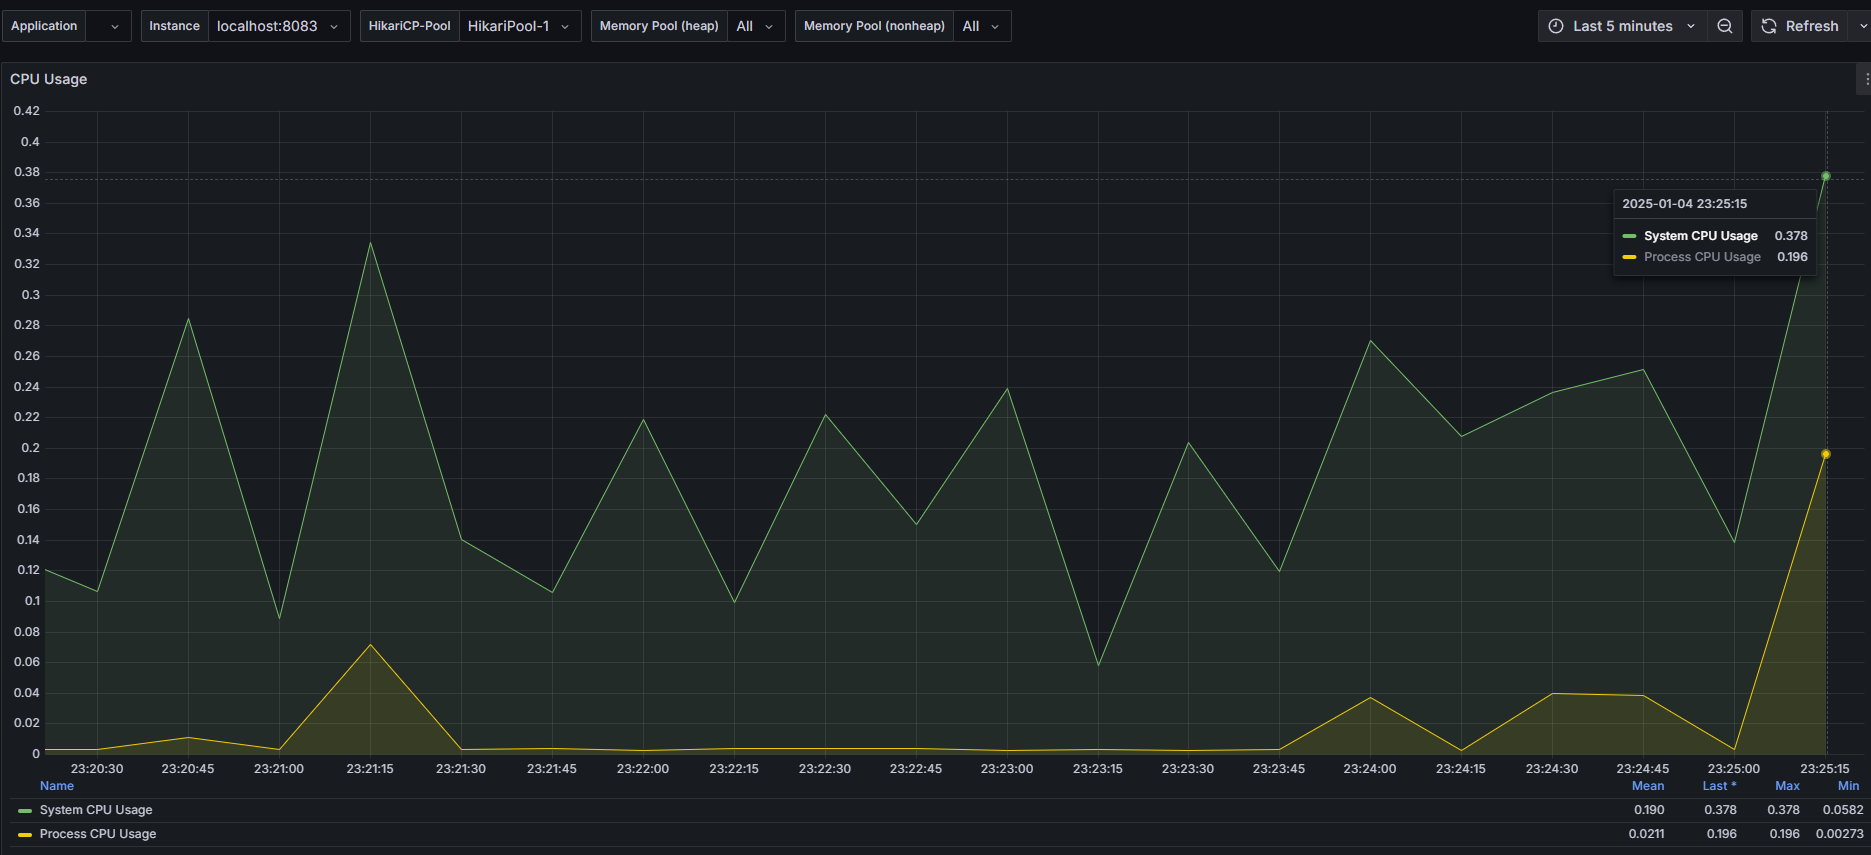 Application
Instance localhost:8083
HikariCP-Pool HikariPool-1
Memory Pool (heap) All
Memory Pool (nonheap) All
Last 5 minutes
Refresh
CPU Usage
0.42
0.4
0.38
0.36
0.34
0.32
0.3
0.28
0.26
0.24
0.22
0.2
0.18
0.16
0.14
0.12
0.1
0.08
0.06
0.04
0.02
0
2025-01-04 23:25:15
System CPU Usage 0.378
Process CPU Usage 0.196
23:20:30 23:20:45 23:21:00 23:21:15 23:21:30 23:21:45 23:22:00 23:22:15 23:22:30 23:22:45 23:23:00 23:23:15 23:23:30 23:23:45 23:24:00 23:24:15 23:24:30 23:24:45 23:25:00 23:25:15
Name Mean Last * Max Min
System CPU Usage 0.190 0.378 0.378 0.0582
Process CPU Usage 0.0211 0.196 0.196 0.00273